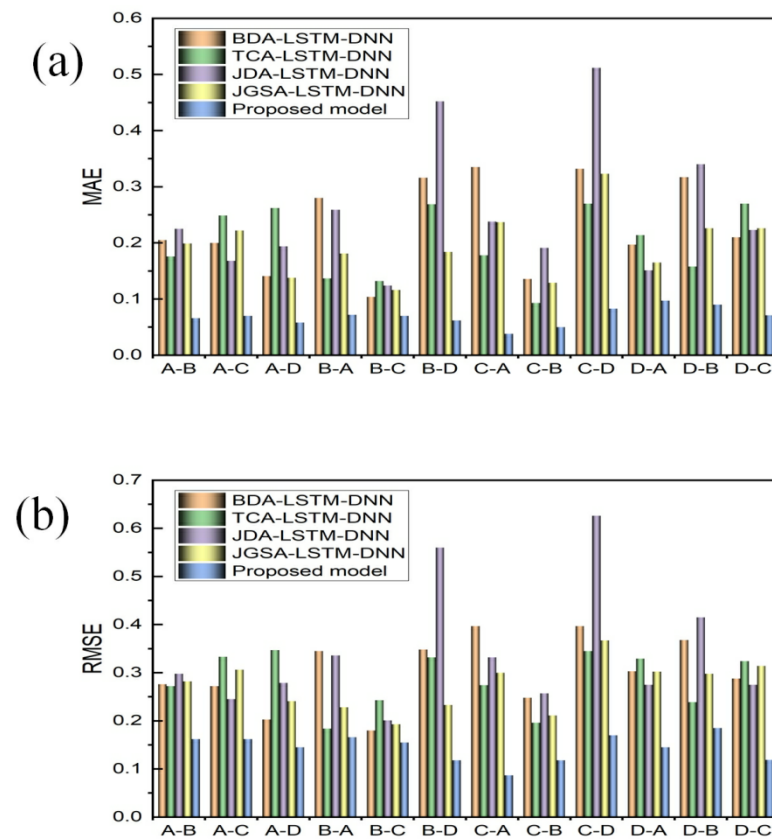 (a)
MAE
0.6
0.5
0.4
0.3
0.2
0.1
0.0
BDA-LSTM-DNN
TCA-LSTM-DNN
JDA-LSTM-DNN
JGSA-LSTM-DNN
Proposed model
A-B A-C A-D B-A B-C B-D C-A C-B C-D D-A D-B D-C
(b)
RMSE
0.7
0.6
0.5
0.4
0.3
0.2
0.1
0.0
BDA-LSTM-DNN
TCA-LSTM-DNN
JDA-LSTM-DNN
JGSA-LSTM-DNN
Proposed model
A-B A-C A-D B-A B-C B-D C-A C-B C-D D-A D-B D-C